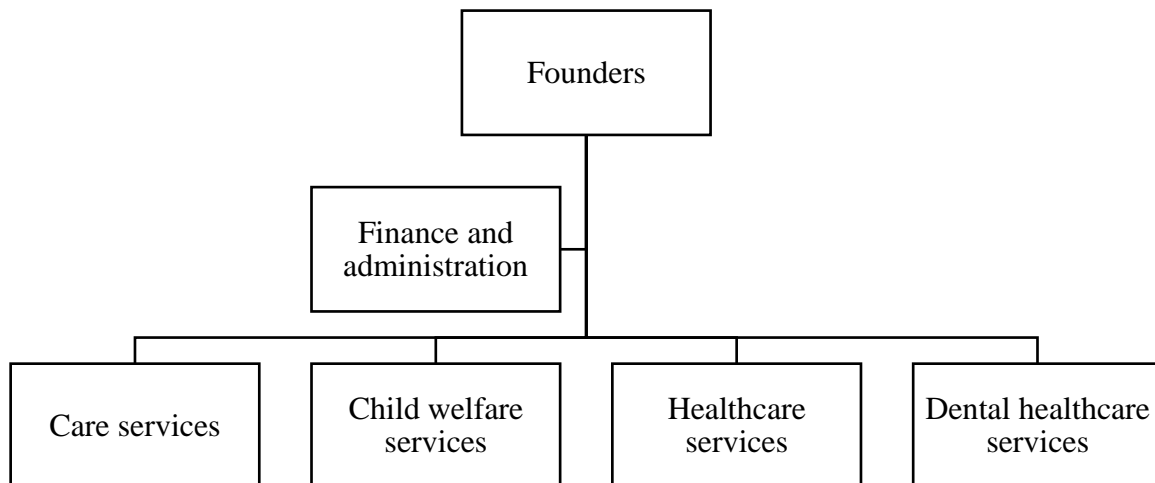 Founders
Finance and
administration
Care services
Child welfare
services
Healthcare
services
Dental healthcare
services